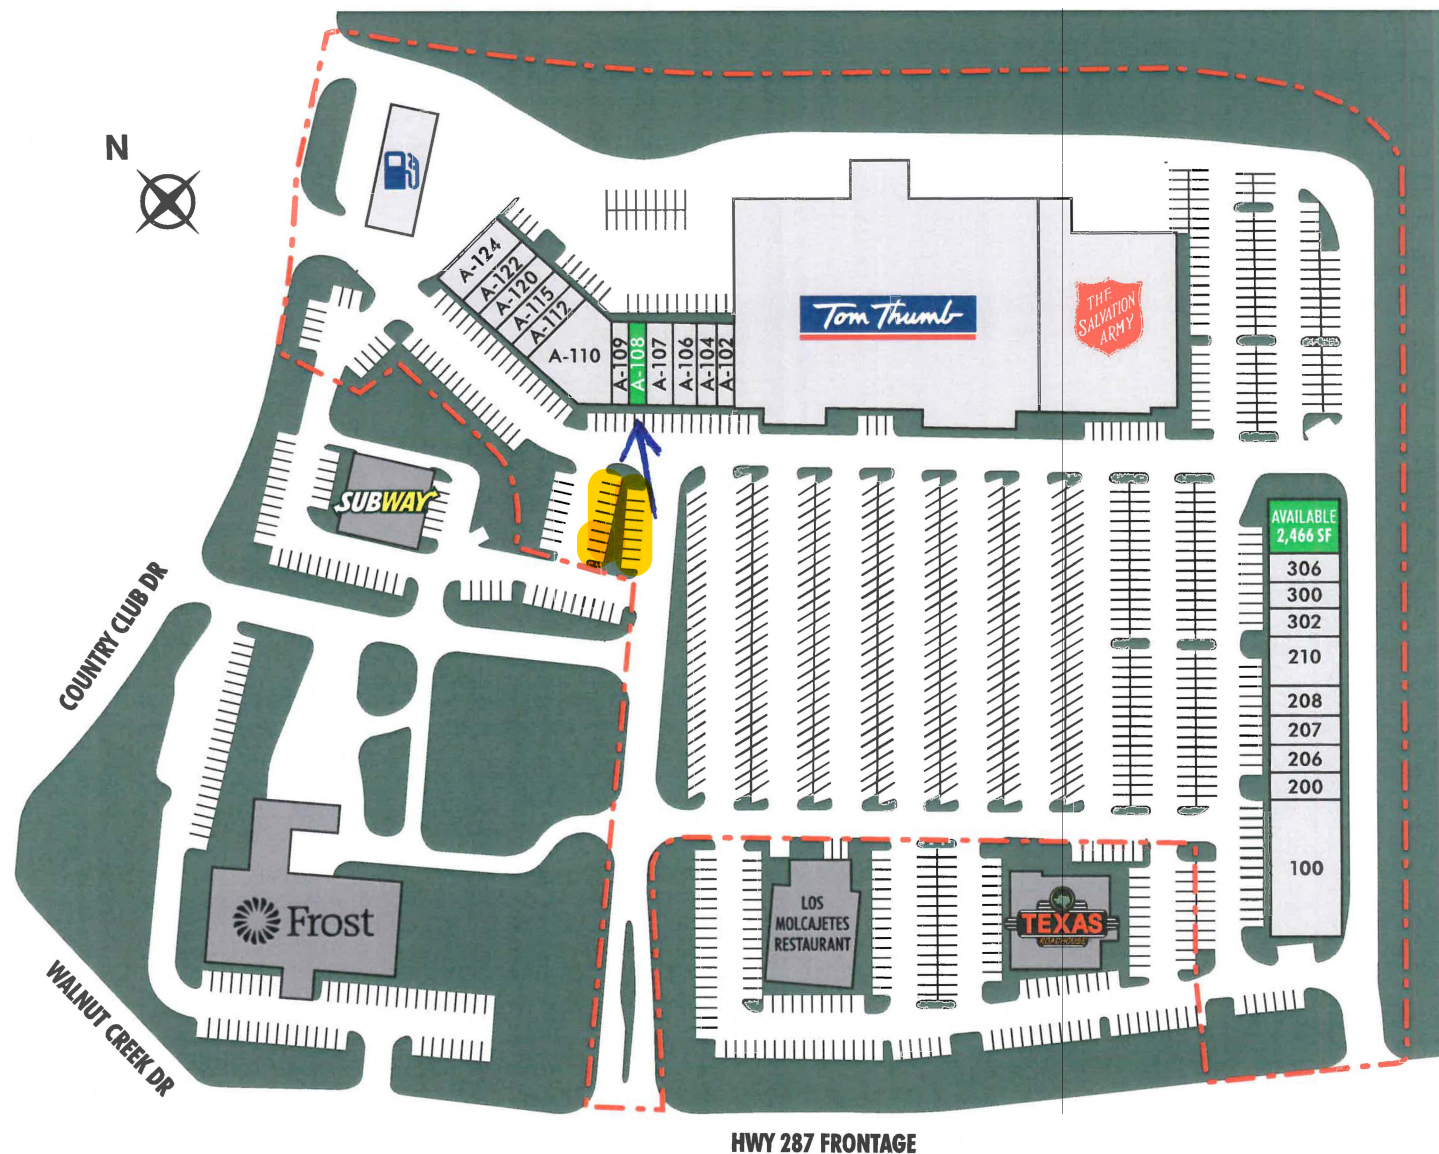 N
A-124
A-122
A-120
A-115
A-112
A-110
A-109
A-108
A-107
A-106
A-104
A-102
Tom Thumb
THE
SALVATION
ARMY
SUBWAY
AVAILABLE
2,466 SF
306
300
302
210
208
207
206
200
100
COUNTRY CLUB DR
WALNUT CREEK DR
Frost
LOS
MOLCAJETES
RESTAURANT
TEXAS
ROADHOUSE
HWY 287 FRONTAGE